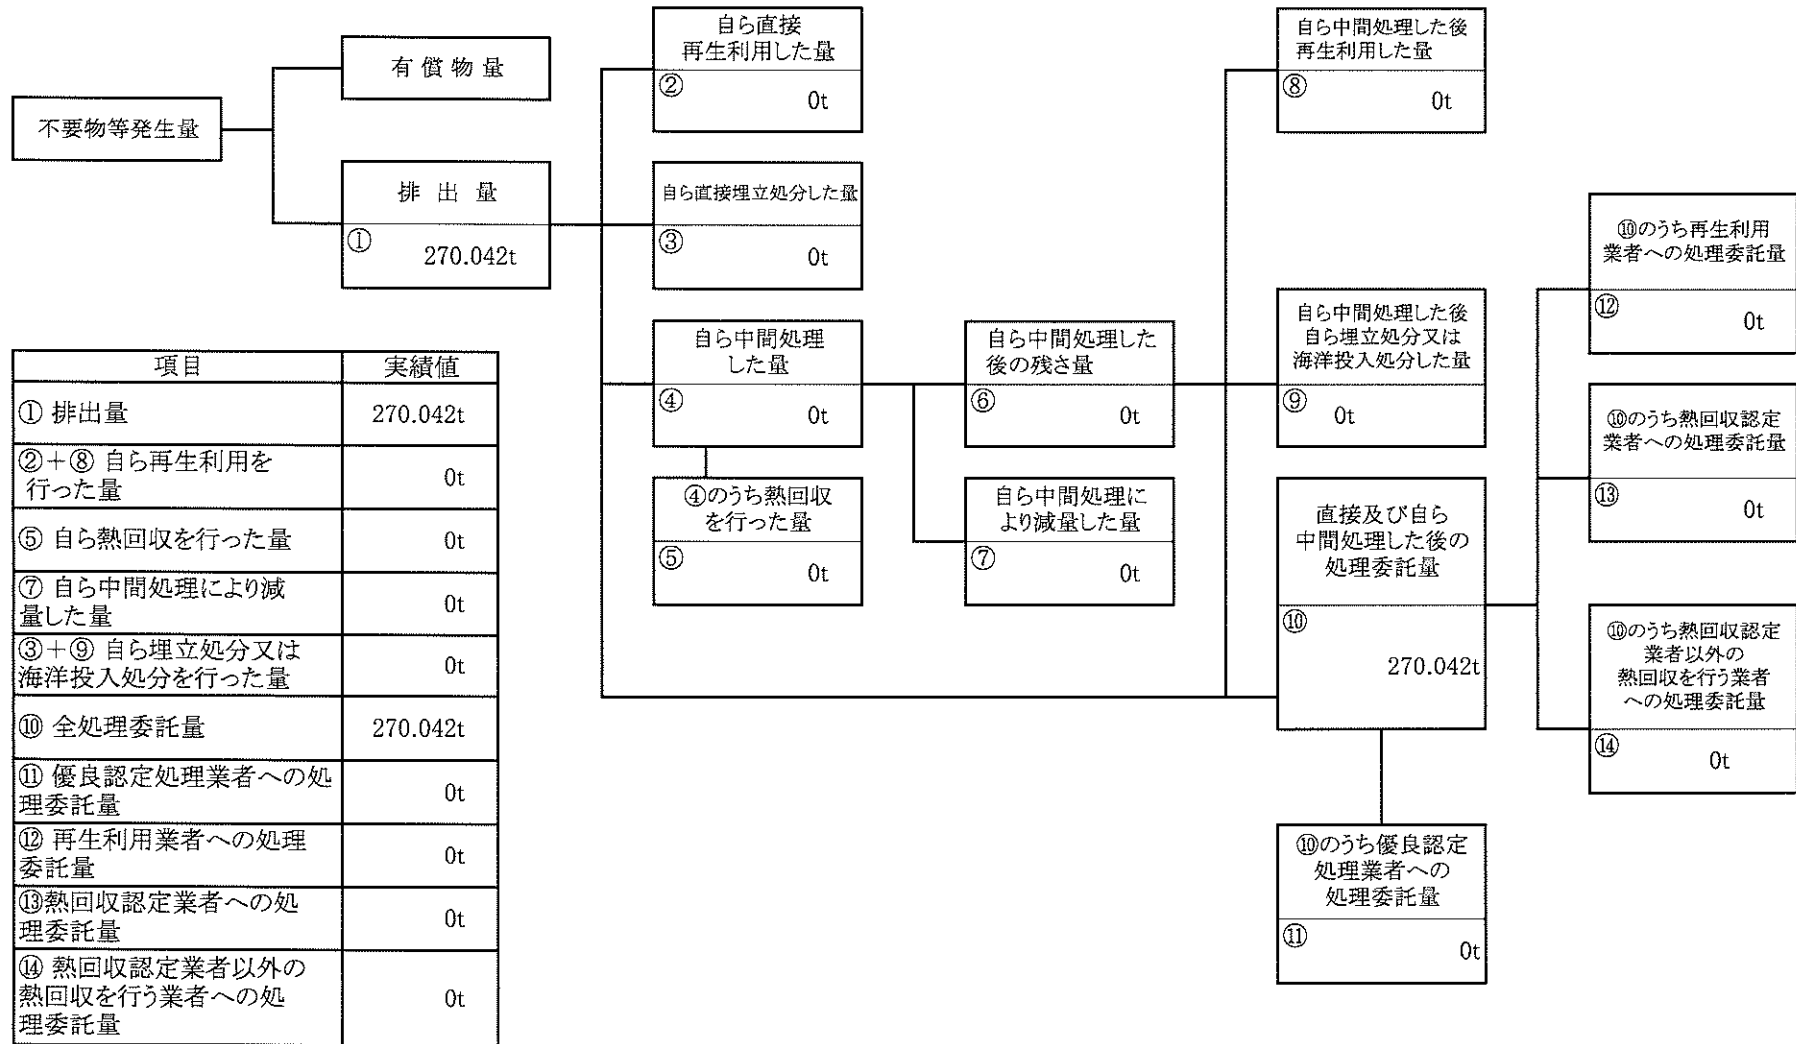 不要物等発生量
有償物量
排出量
①
270.042t
自ら直接
再生利用した量
②
0t
自ら直接埋立処分した量
③
0t
自ら中間処理
した量
④
0t
④のうち熱回収
を行った量
⑤
0t
自ら中間処理した
後の残さ量
⑥
0t
自ら中間処理に
より減量した量
⑦
0t
自ら中間処理した後
再生利用した量
⑧
0t
自ら中間処理した後
自ら埋立処分又は
海洋投入処分した量
⑨
0t
直接及び自ら
中間処理した後の
処理委託量
⑩
270.042t
⑩のうち優良認定
処理業者への
処理委託量
⑪
0t
⑩のうち再生利用
業者への処理委託量
⑫
0t
⑩のうち熱回収認定
業者への処理委託量
⑬
0t
⑩のうち熱回収認定
業者以外の
熱回収を行う業者
への処理委託量
⑭
0t
項目 実績値
① 排出量 270.042t
②+⑧ 自ら再生利用を
行った量 0t
⑤ 自ら熱回収を行った量 0t
⑦ 自ら中間処理により減
量した量 0t
③+⑨ 自ら埋立処分又は
海洋投入処分を行った量 0t
⑩ 全処理委託量 270.042t
⑪ 優良認定処理業者への処
理委託量 0t
⑫ 再生利用業者への処理
委託量 0t
⑬熱回収認定業者への処
理委託量 0t
⑭ 熱回収認定業者以外の
熱回収を行う業者への処
理委託量 0t